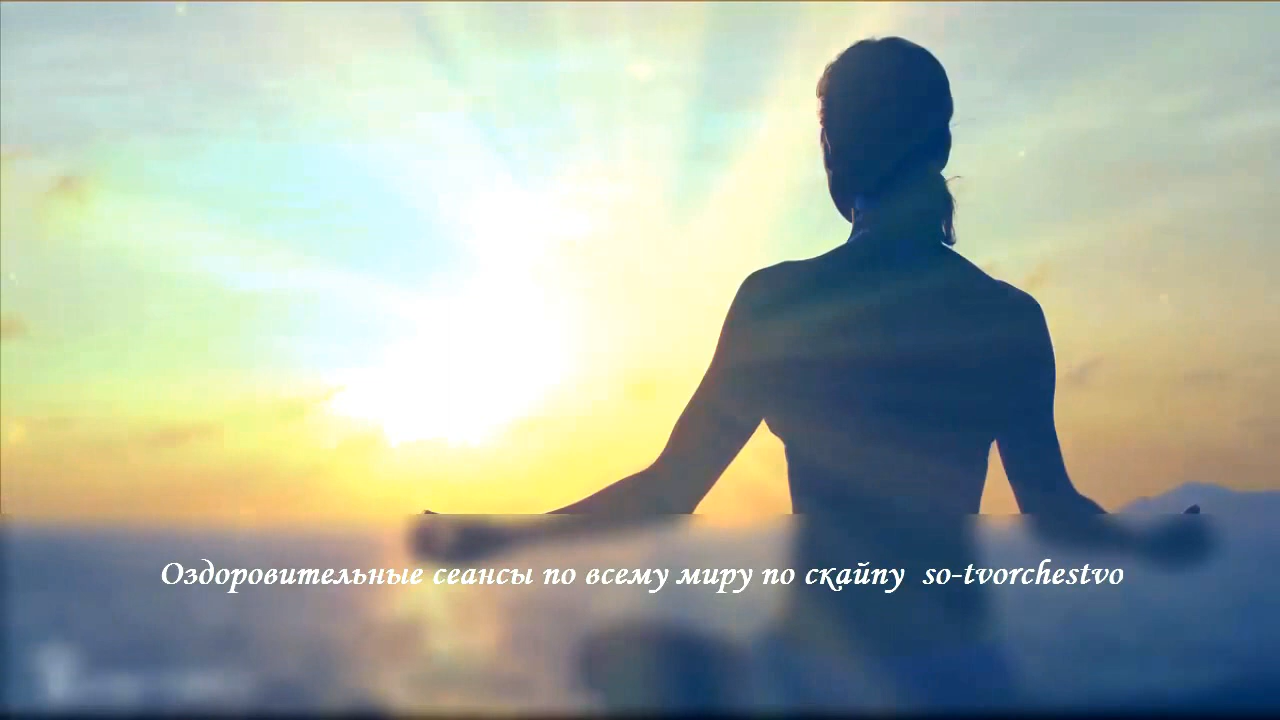 Оздоровительные сеансы по всему миру по скайпу so-tvorchestvo